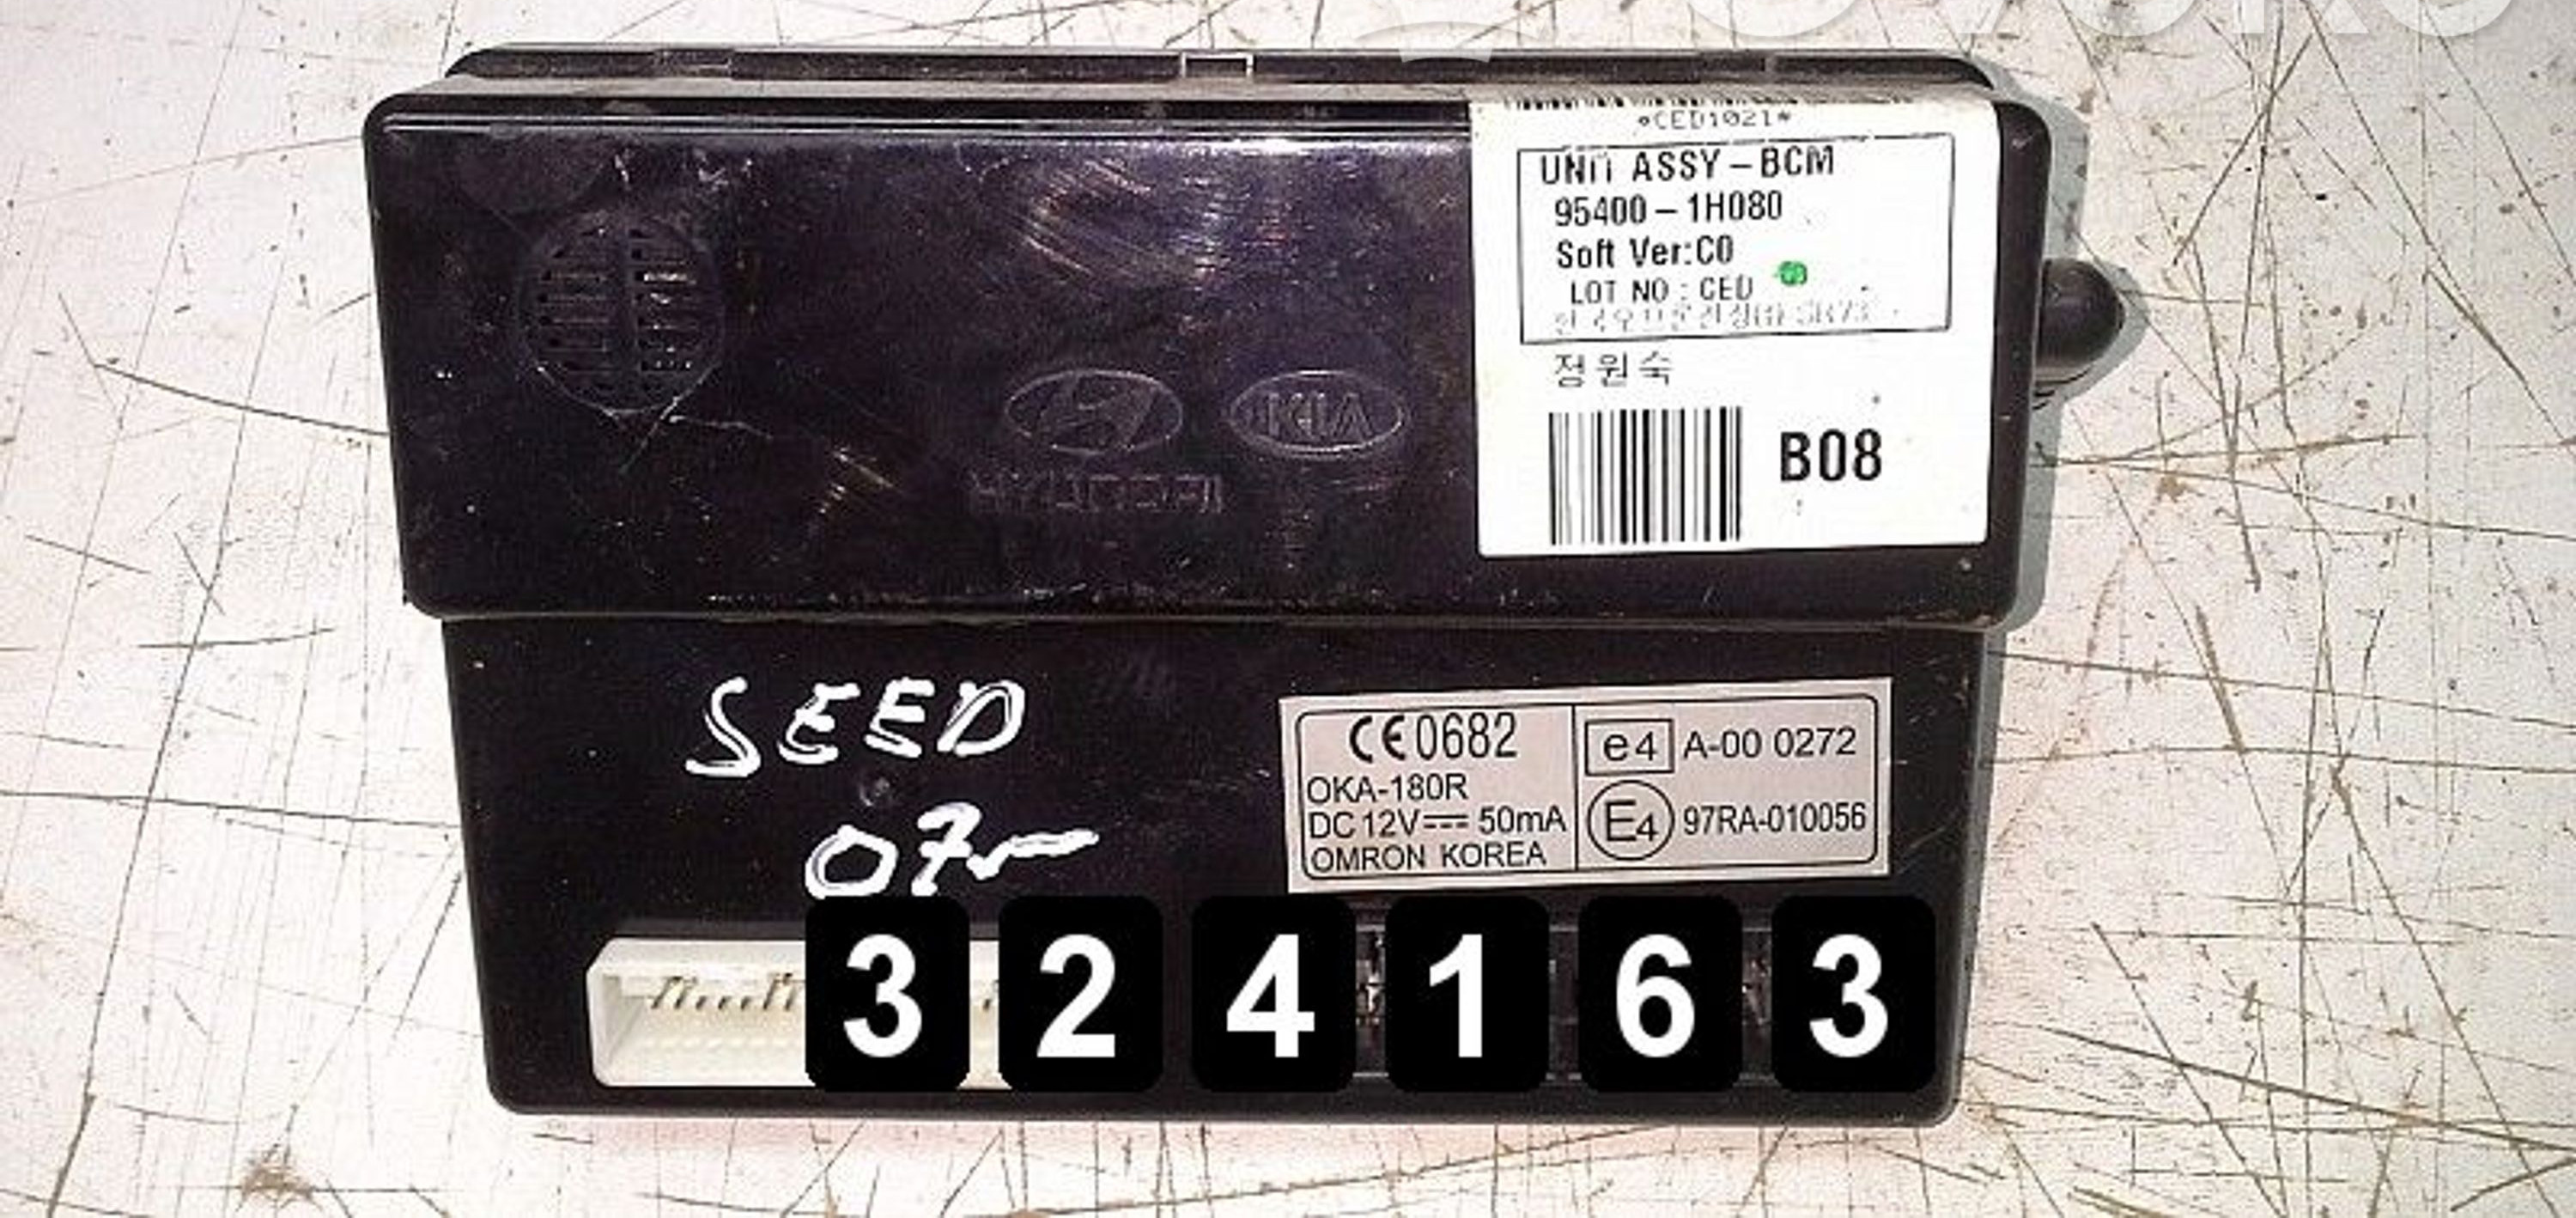 *CED1021*
UNIT ASSY – BCM
95400 – 1H080
Soft Ver:C0
LOT NO : CED
정원숙
B08
KIA
HYUNDAI
SEED
07
CE0682
OKA-180R
DC 12V⎓ 50mA
OMRON KOREA
e4 A-00 0272
E4 97RA-010056
3 2 4 1 6 3